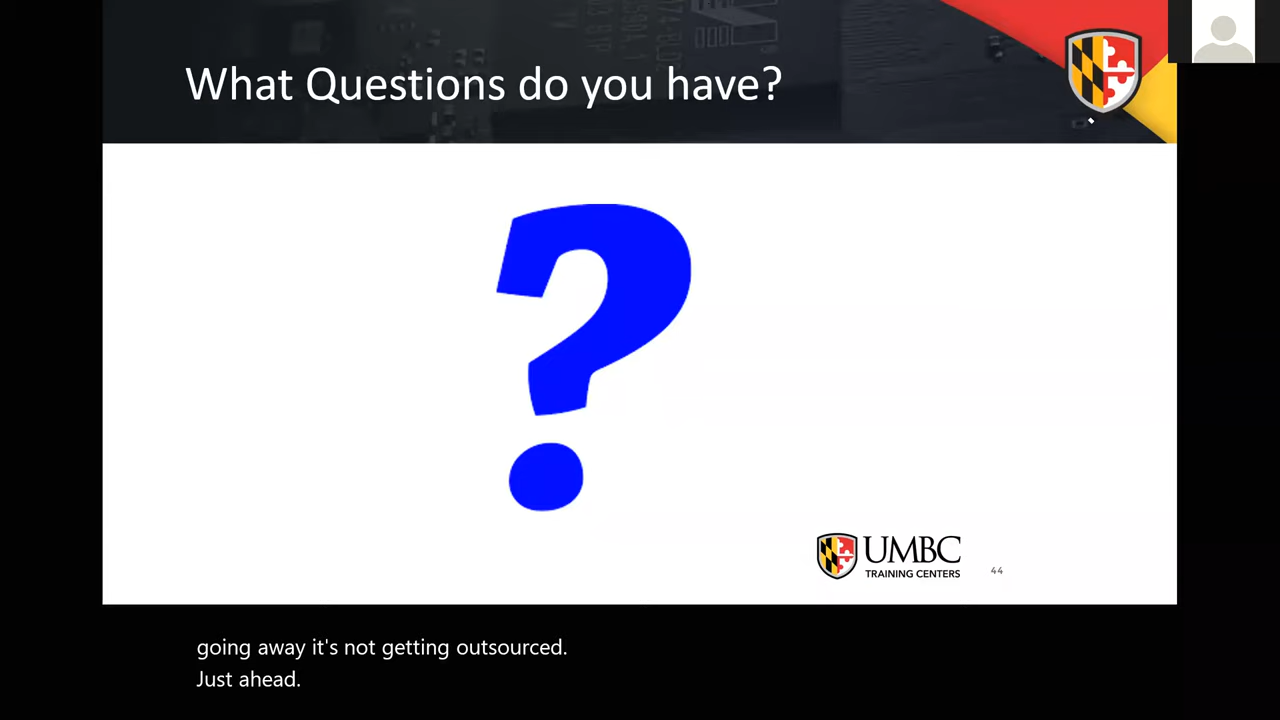 What Questions do you have?
?
UMBC
TRAINING CENTERS
44
going away it's not getting outsourced.
Just ahead.